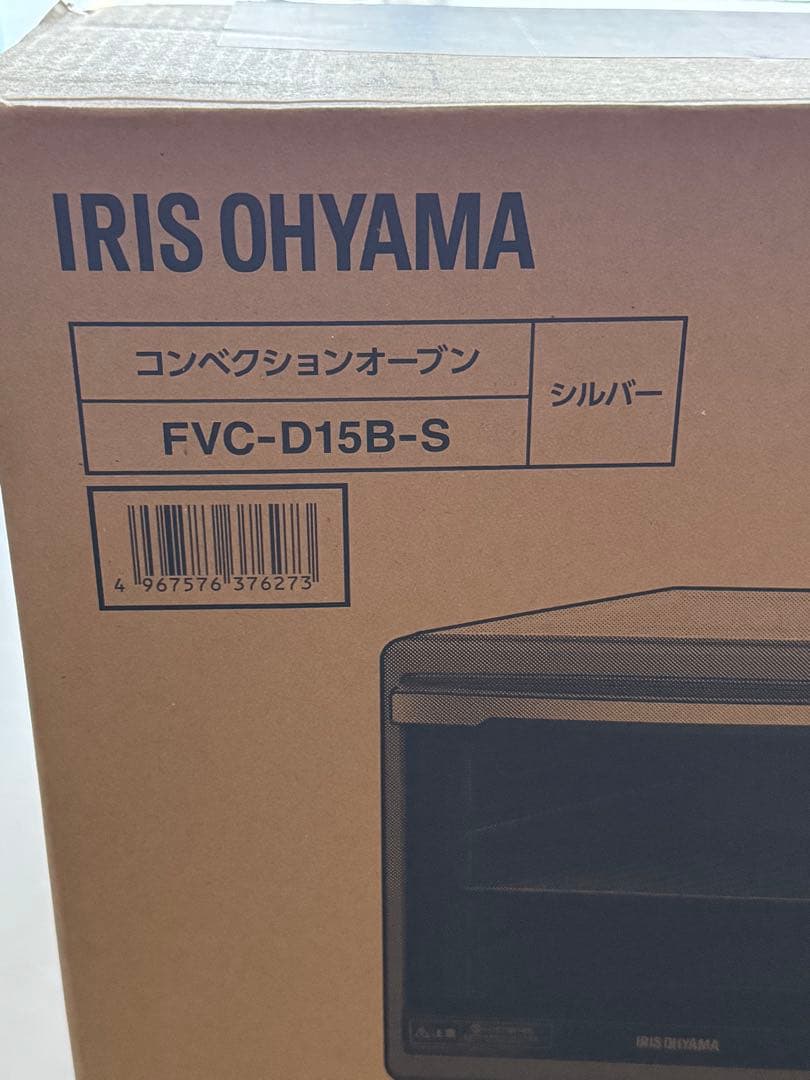 IRIS OHYAMA
コンベクションオーブン
シルバー
FVC-D15B-S
4 967576 376273
IRIS OHYAMA